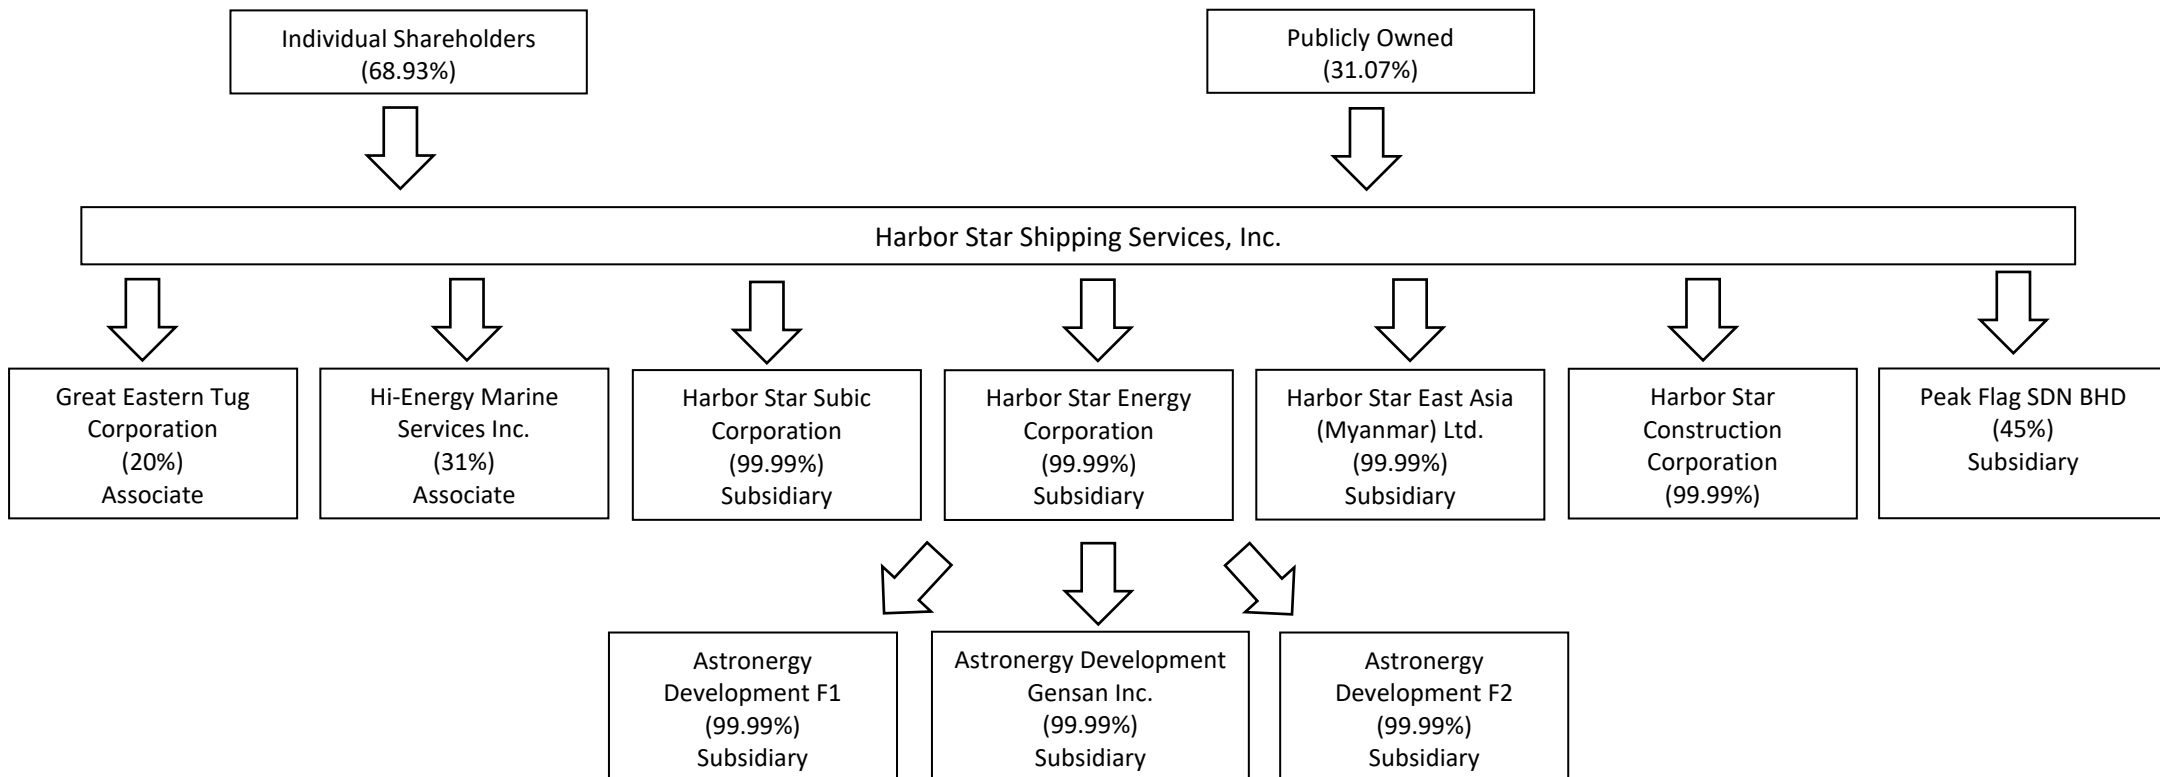 Individual Shareholders
(68.93%)
Publicly Owned
(31.07%)
Harbor Star Shipping Services, Inc.
Great Eastern Tug
Corporation
(20%)
Associate
Hi-Energy Marine
Services Inc.
(31%)
Associate
Harbor Star Subic
Corporation
(99.99%)
Subsidiary
Harbor Star Energy
Corporation
(99.99%)
Subsidiary
Harbor Star East Asia
(Myanmar) Ltd.
(99.99%)
Subsidiary
Harbor Star
Construction
Corporation
(99.99%)
Peak Flag SDN BHD
(45%)
Subsidiary
Astronergy
Development F1
(99.99%)
Subsidiary
Astronergy Development
Gensan Inc.
(99.99%)
Subsidiary
Astronergy
Development F2
(99.99%)
Subsidiary